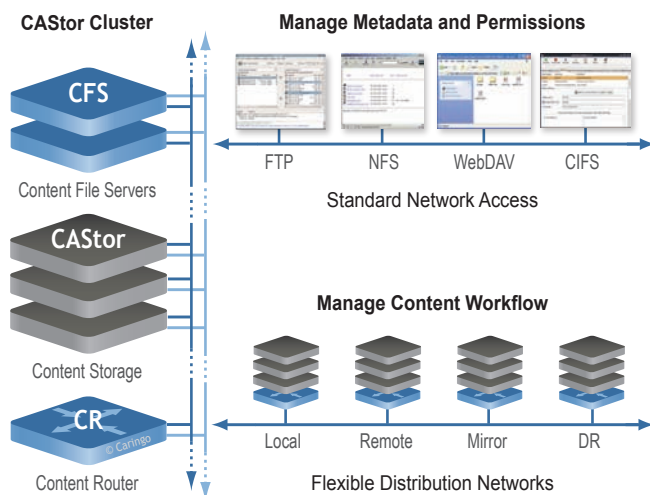 CAStor Cluster
CFS
Content File Servers
CAStor
Content Storage
CR
© Caringo
Content Router
Manage Metadata and Permissions
FTP
NFS
WebDAV
CIFS
Standard Network Access
Manage Content Workflow
Local
Remote
Mirror
DR
Flexible Distribution Networks